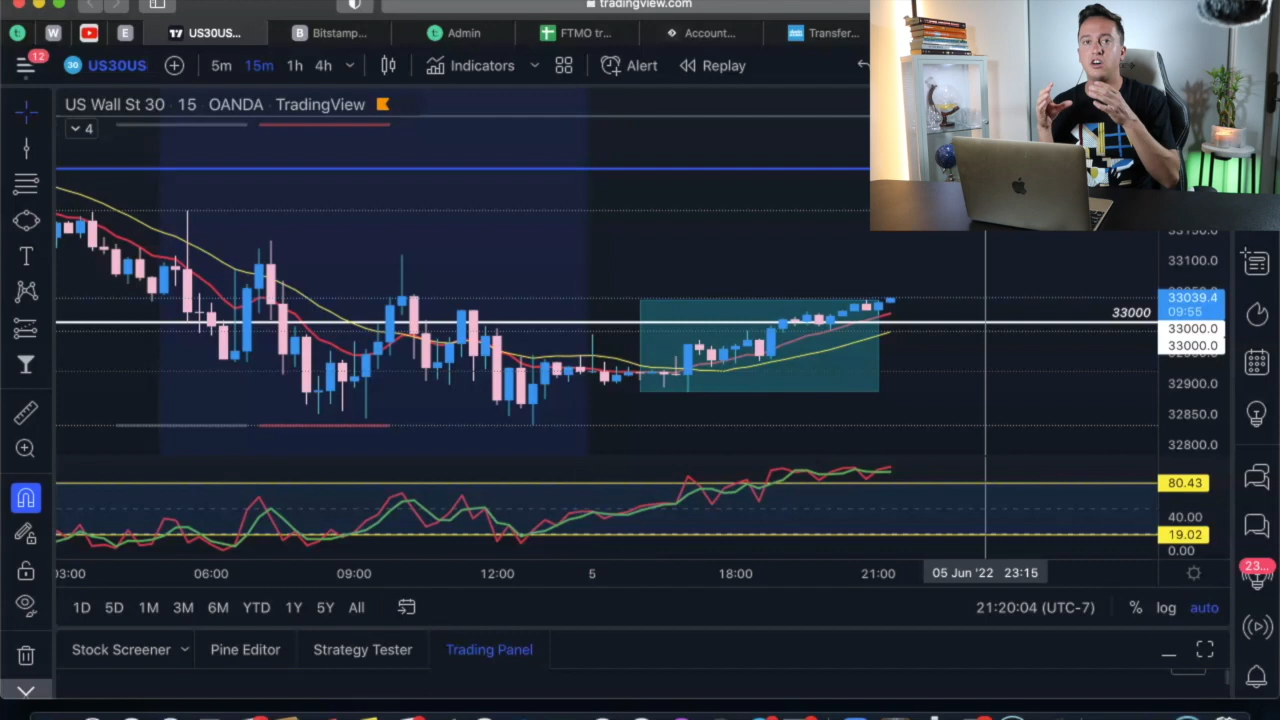 tradingview.com
W
E
US30US...
B
Bitstamp...
Admin
FTMO tr...
Account...
Transfer...
12
30
US30US
5m
15m
1h
4h
Indicators
Alert
Replay
US Wall St 30 · 15 · OANDA · TradingView
4
33100.0
33000
33039.4
09:55
33000.0
33000.0
32900.0
32850.0
32800.0
80.43
40.00
19.02
0.00
03:00
06:00
09:00
12:00
5
18:00
21:00
05 Jun '22 23:15
1D
5D
1M
3M
6M
YTD
1Y
5Y
All
21:20:04 (UTC-7)
%
log
auto
23...
Stock Screener
Pine Editor
Strategy Tester
Trading Panel